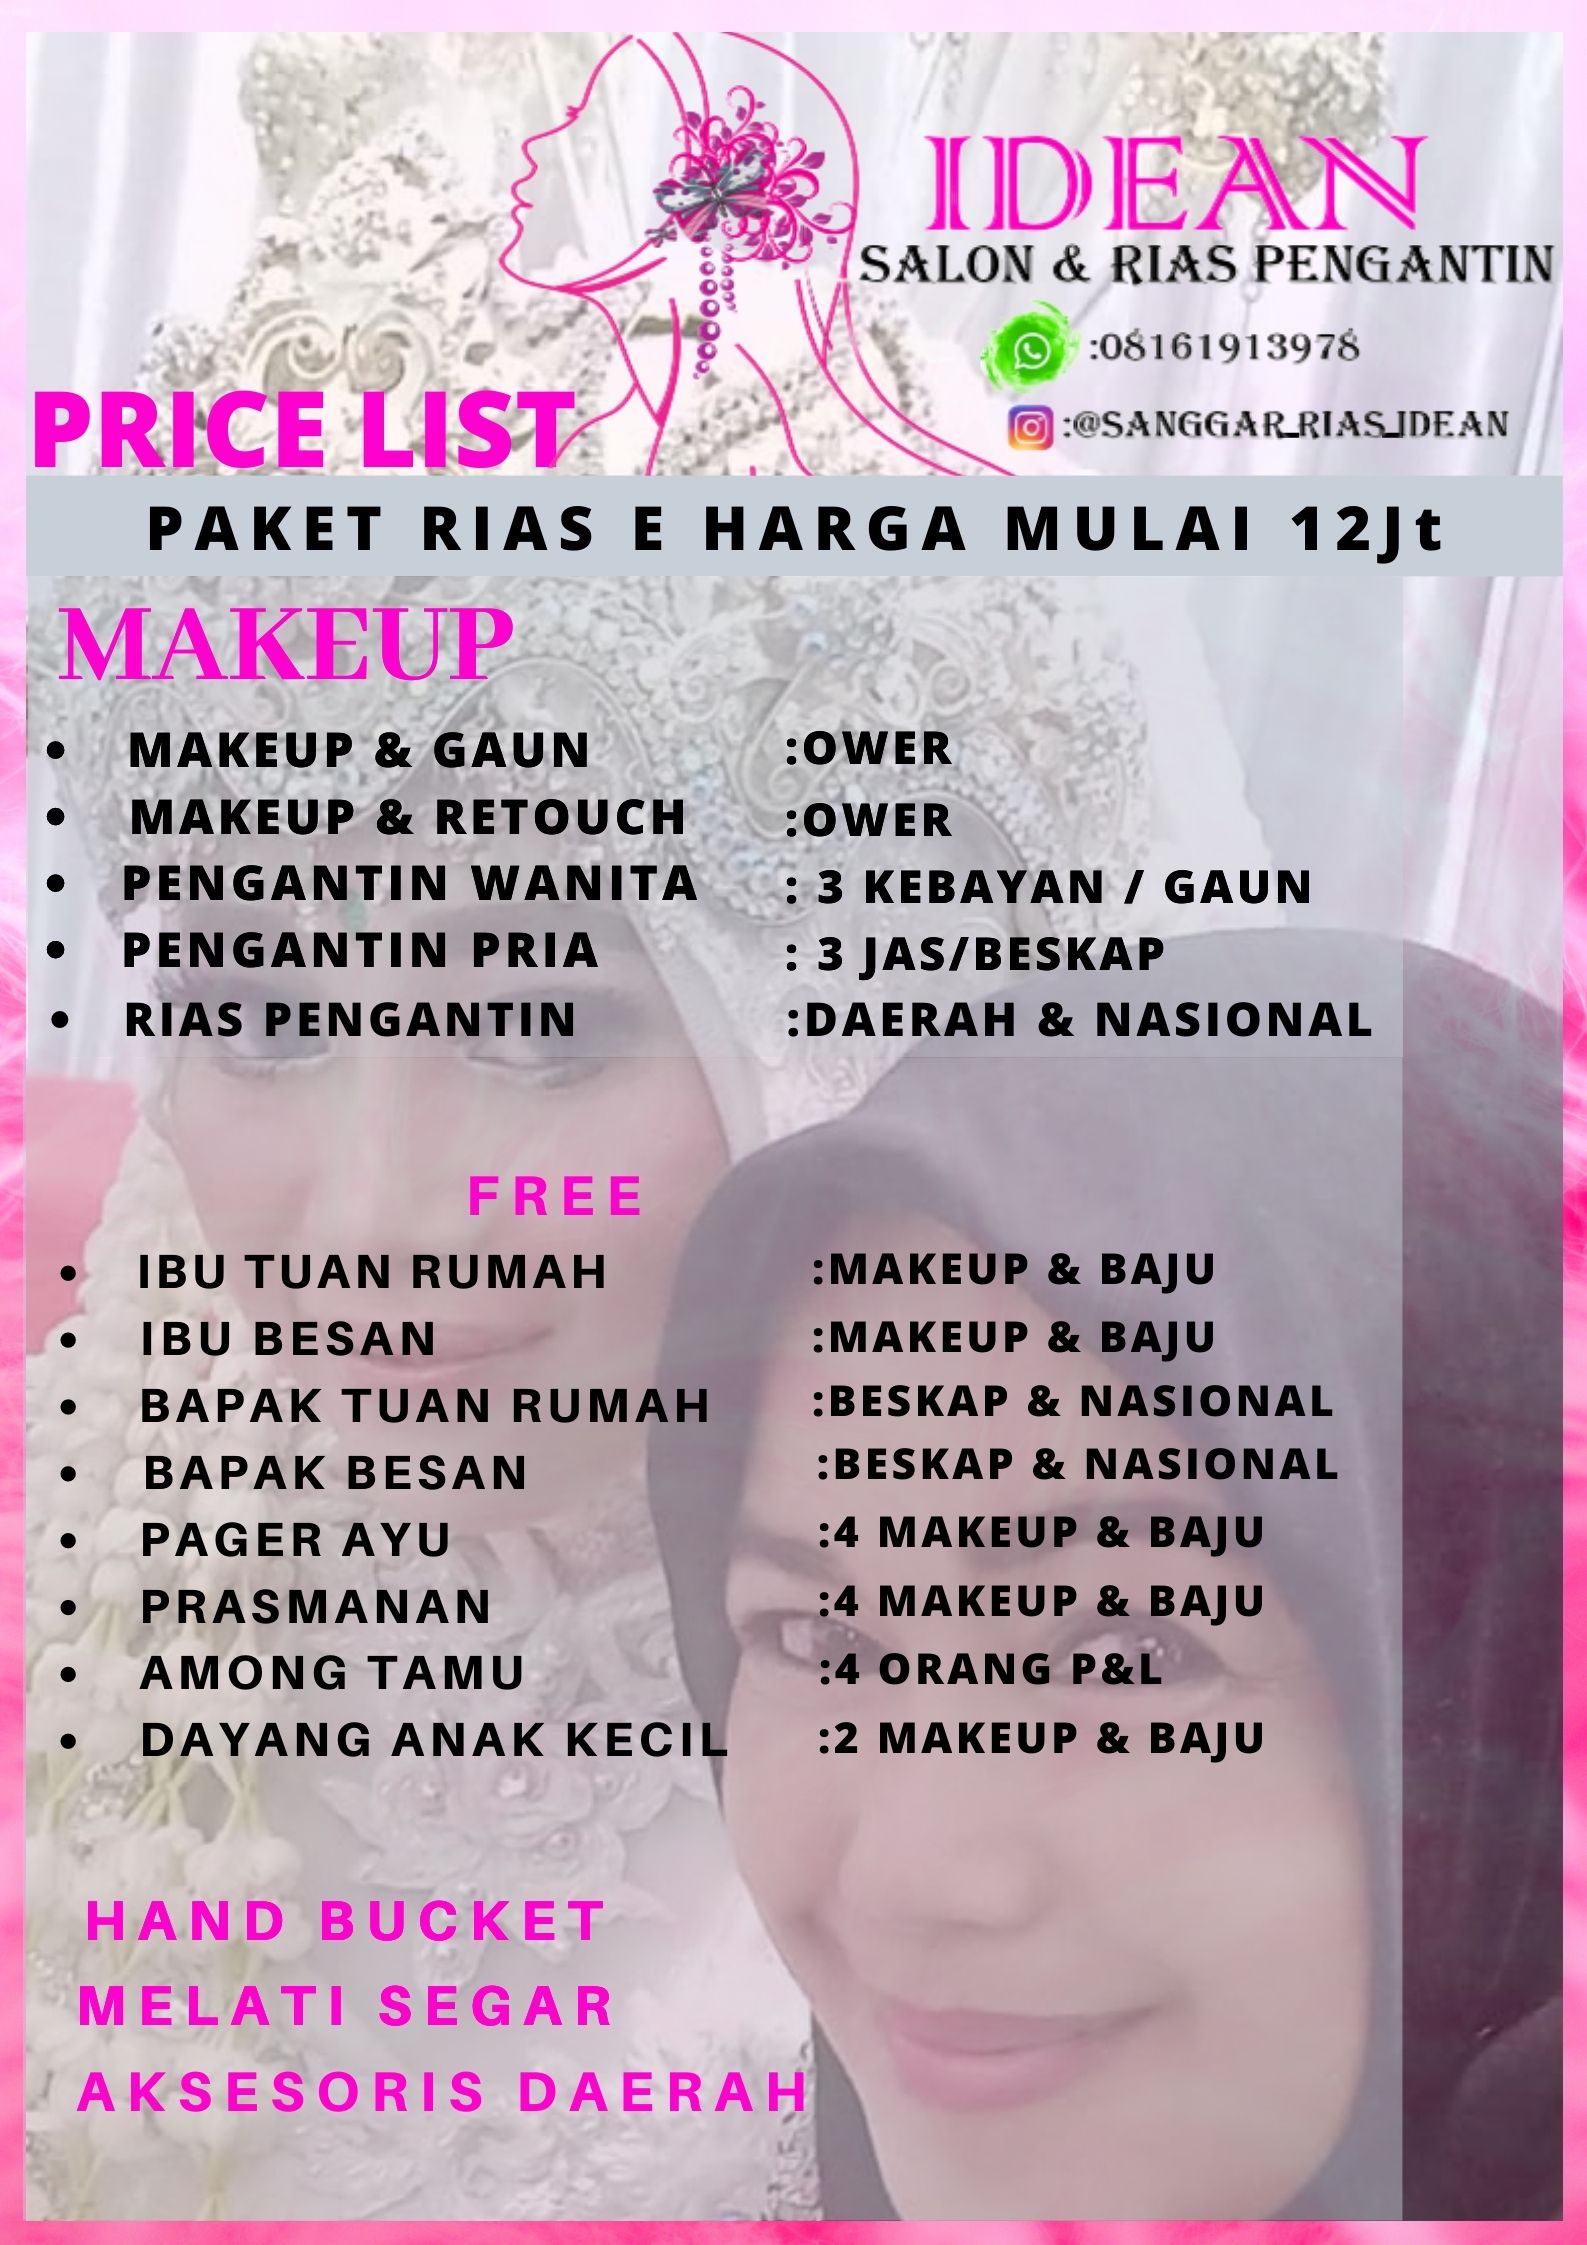 IDEAN
SALON & RIAS PENGANTIN
:08161913978
:@SANGGAR_RIAS_IDEAN
PRICE LIST
PAKET RIAS E HARGA MULAI 12Jt
MAKEUP
• MAKEUP & GAUN :OWER
• MAKEUP & RETOUCH :OWER
• PENGANTIN WANITA : 3 KEBAYAN / GAUN
• PENGANTIN PRIA : 3 JAS/BESKAP
• RIAS PENGANTIN :DAERAH & NASIONAL
FREE
• IBU TUAN RUMAH :MAKEUP & BAJU
• IBU BESAN :MAKEUP & BAJU
• BAPAK TUAN RUMAH :BESKAP & NASIONAL
• BAPAK BESAN :BESKAP & NASIONAL
• PAGER AYU :4 MAKEUP & BAJU
• PRASMANAN :4 MAKEUP & BAJU
• AMONG TAMU :4 ORANG P&L
• DAYANG ANAK KECIL :2 MAKEUP & BAJU
HAND BUCKET
MELATI SEGAR
AKSESORIS DAERAH